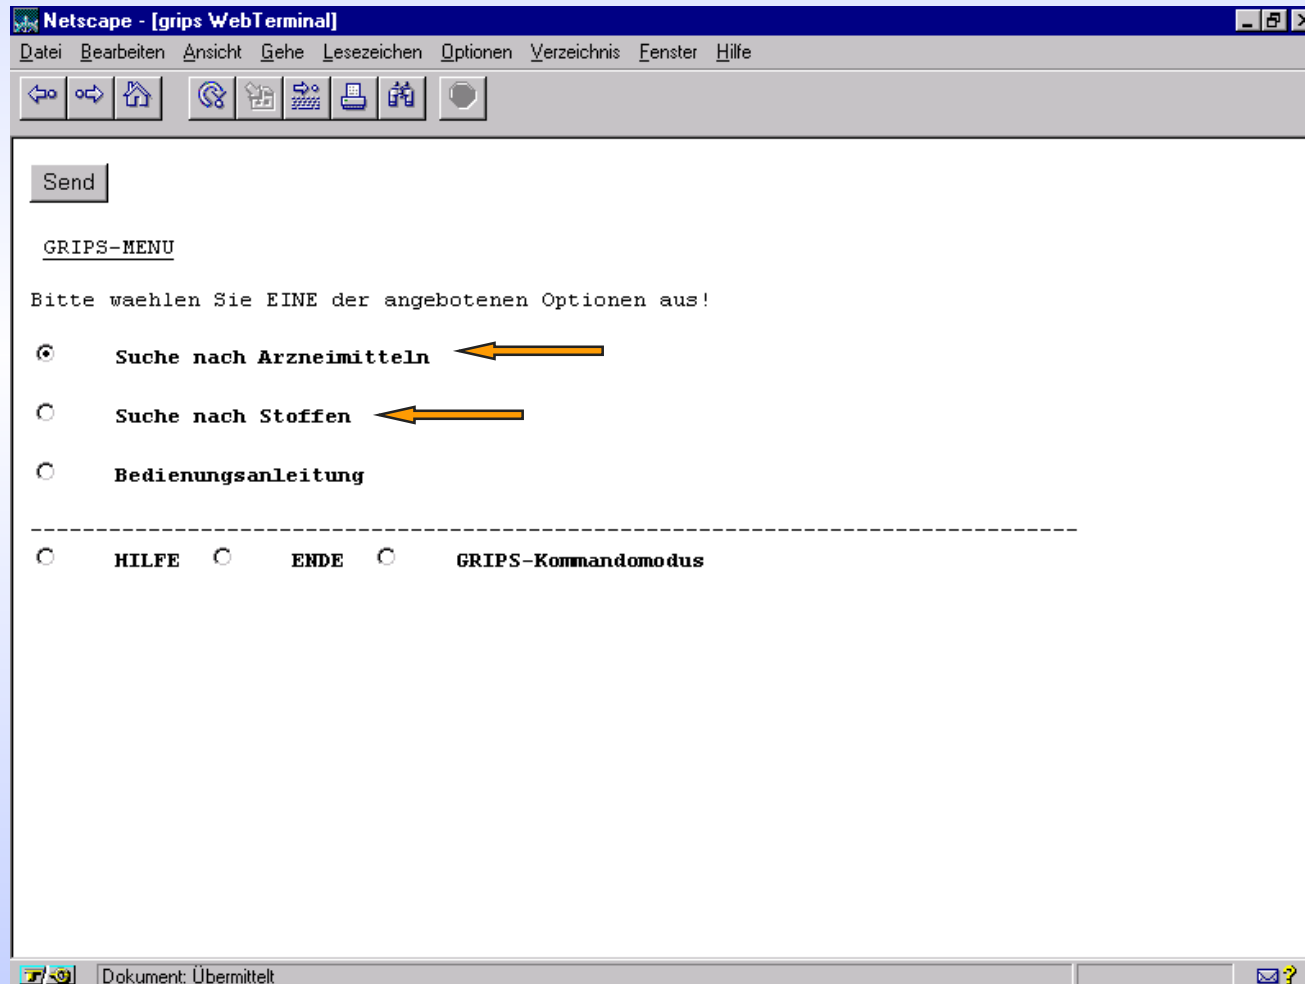 Netscape - [grips WebTerminal]
Datei Bearbeiten Ansicht Gehe Lesezeichen Optionen Verzeichnis Fenster Hilfe
Send
GRIPS-MENU
Bitte waehlen Sie EINE der angebotenen Optionen aus!
Suche nach Arzneimitteln
Suche nach Stoffen
Bedienungsanleitung
--------------------------------------------------------------------------------
HILFE ENDE GRIPS-Kommandomodus
Dokument: Übermittelt